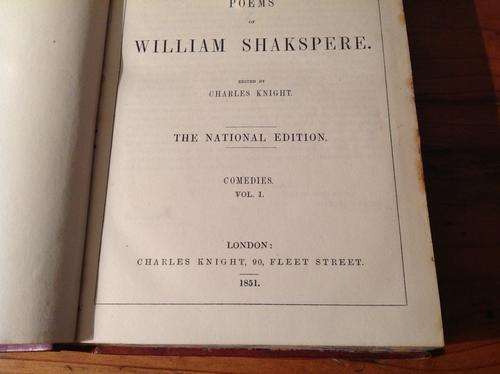 POEMS
OF
WILLIAM SHAKSPERE.
EDITED BY
CHARLES KNIGHT.
THE NATIONAL EDITION.
COMEDIES.
VOL. I.
LONDON:
CHARLES KNIGHT, 90, FLEET STREET.
1851.